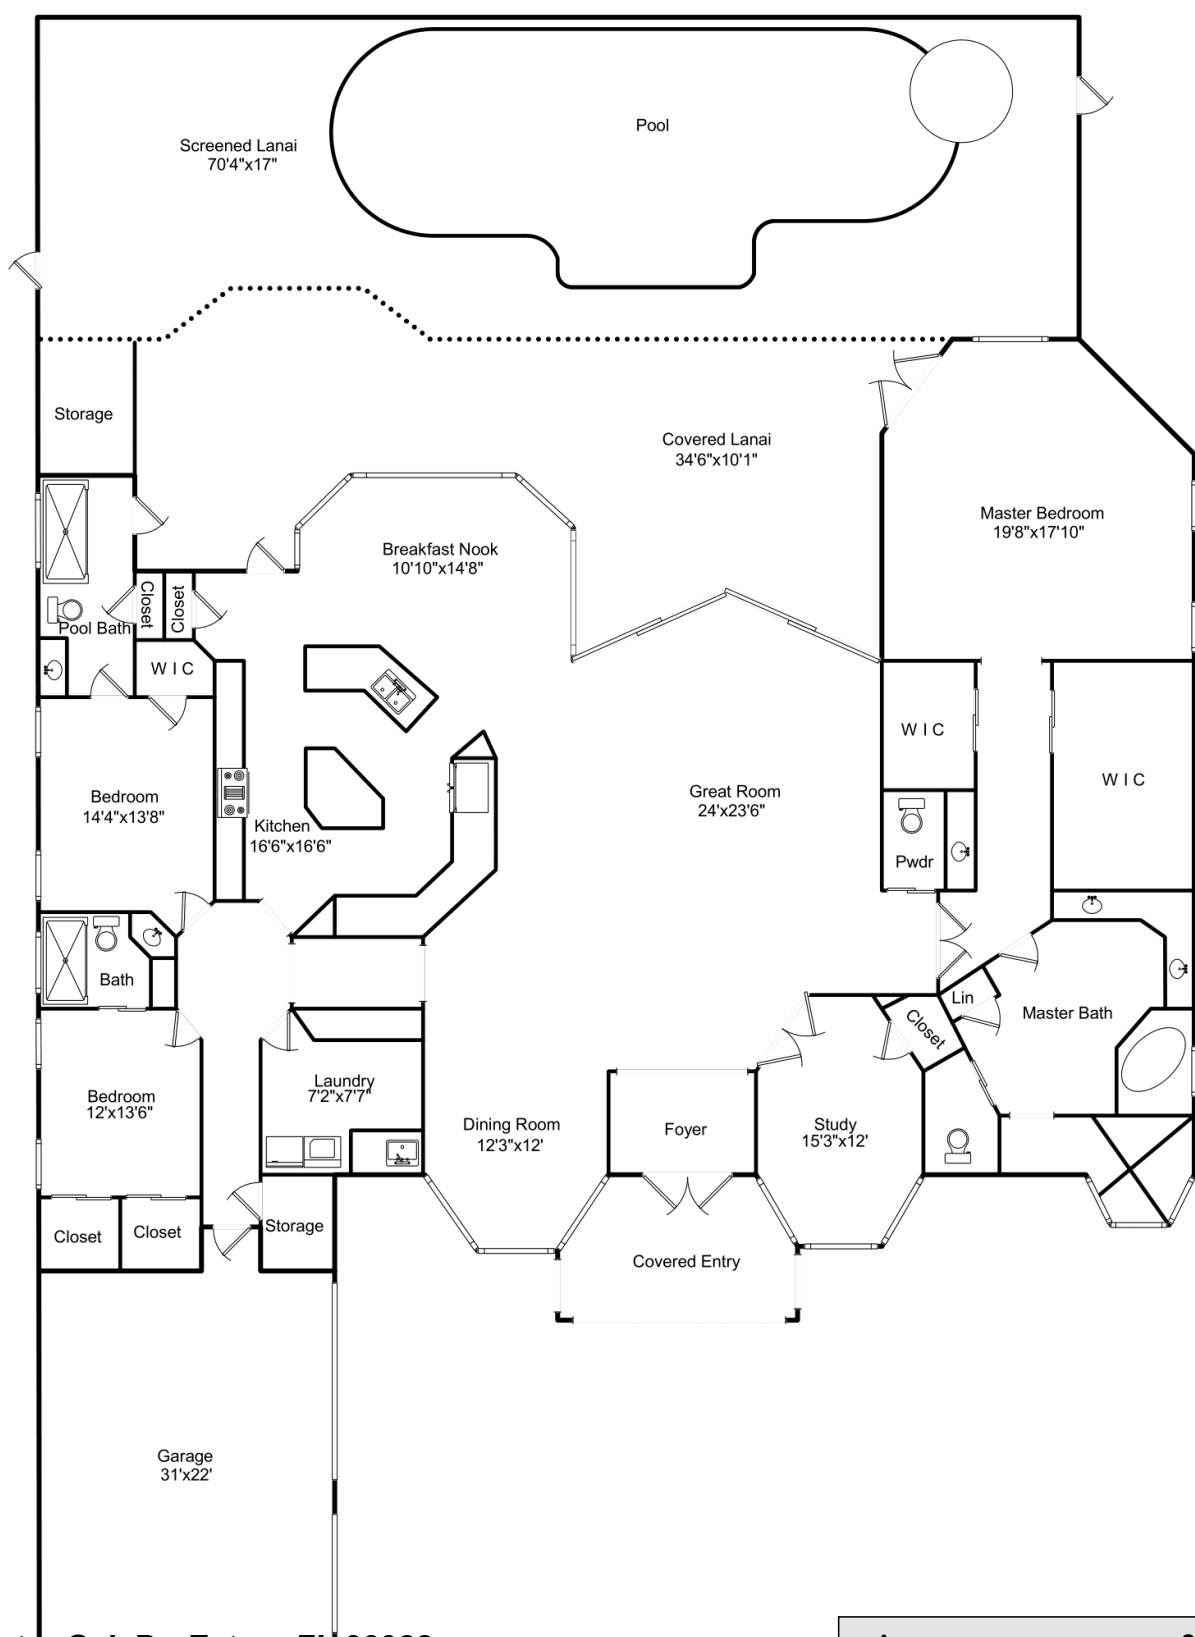 Pool
Screened Lanai
70'4"x17"
Storage
Covered Lanai
34'6"x10'1"
Master Bedroom
19'8"x17'10"
Breakfast Nook
10'10"x14'8"
Closet
Closet
Pool Bath
W I C
W I C
W I C
Bedroom
14'4"x13'8"
Great Room
24'x23'6"
Kitchen
16'6"x16'6"
Pwdr
Bath
Lin
Closet
Master Bath
Laundry
7'2"x7'7"
Bedroom
12'x13'6"
Dining Room
12'3"x12'
Foyer
Study
15'3"x12'
Closet
Closet
Storage
Covered Entry
Garage
31'x22'